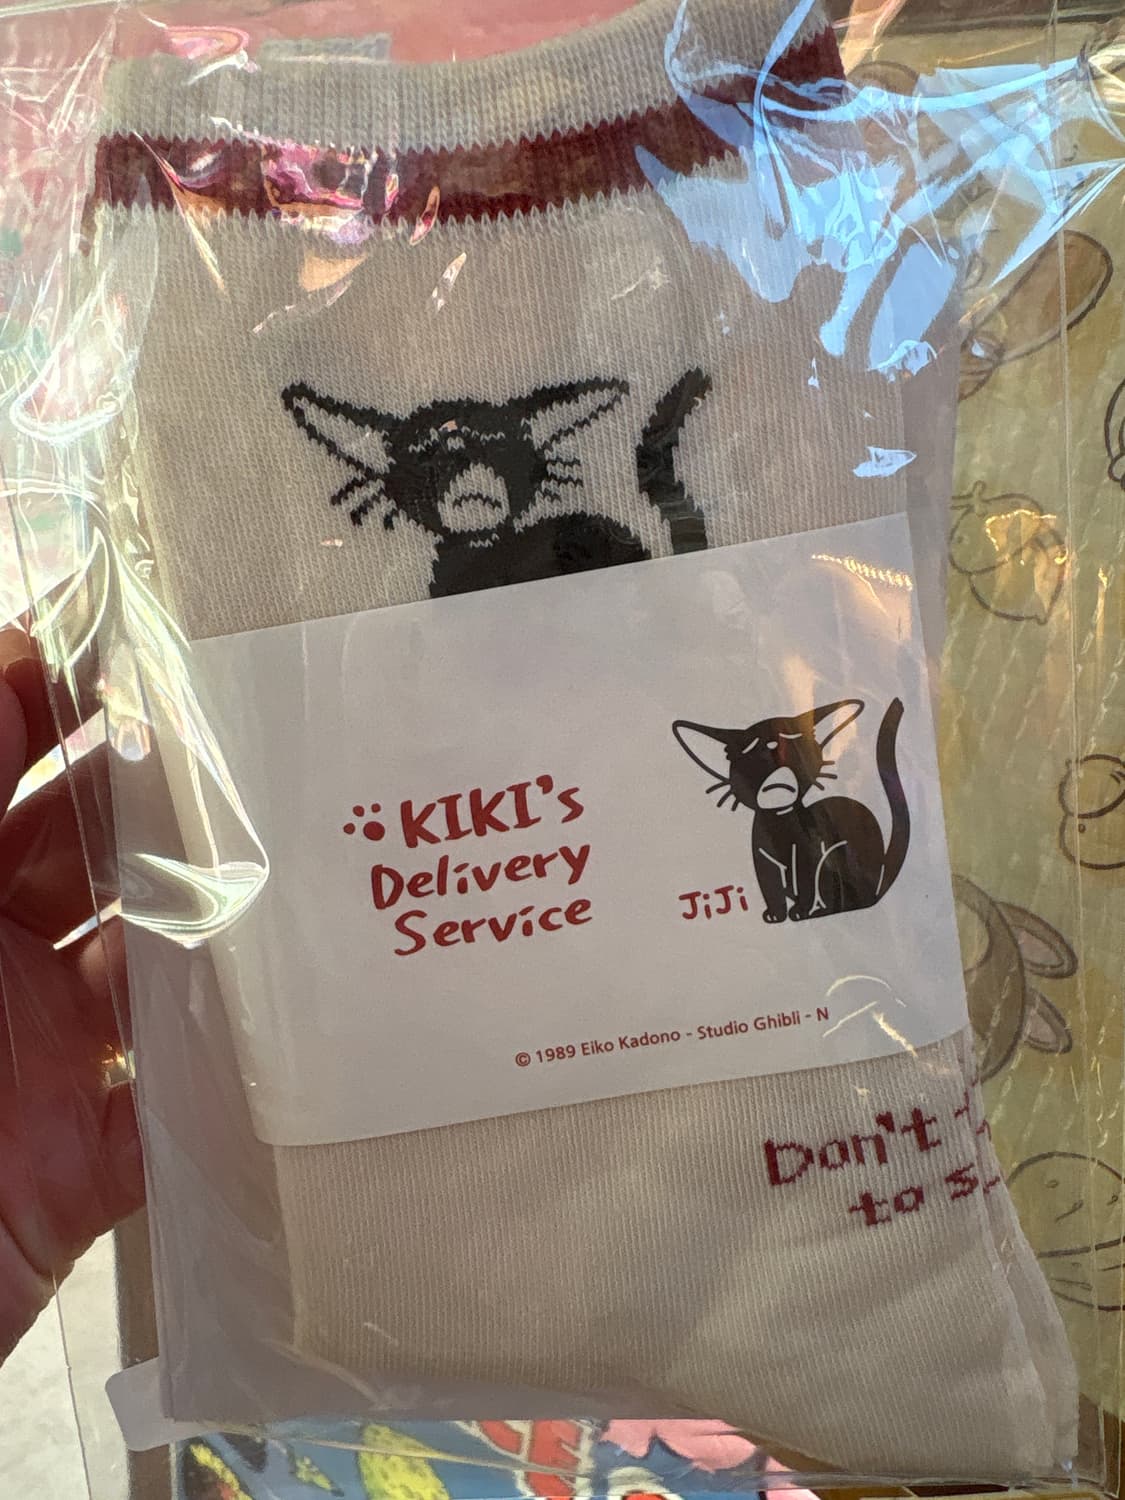 KIKI's
Delivery
Service
JiJi
© 1989 Eiko Kadono - Studio Ghibli - N
Don't
to